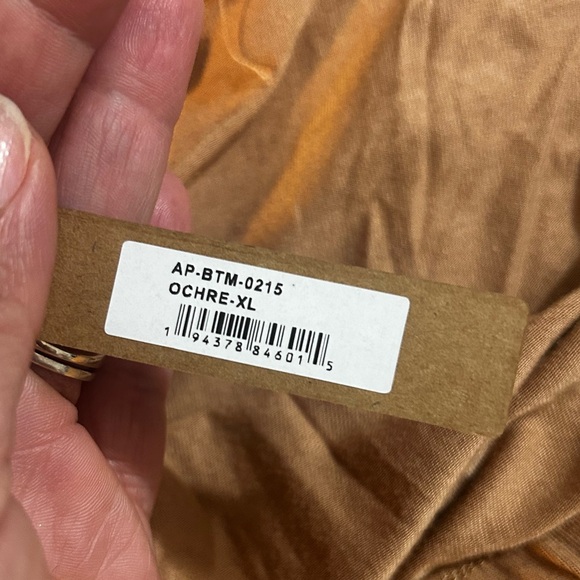 AP-BTM-0215
OCHRE-XL
1 94378 84601 5